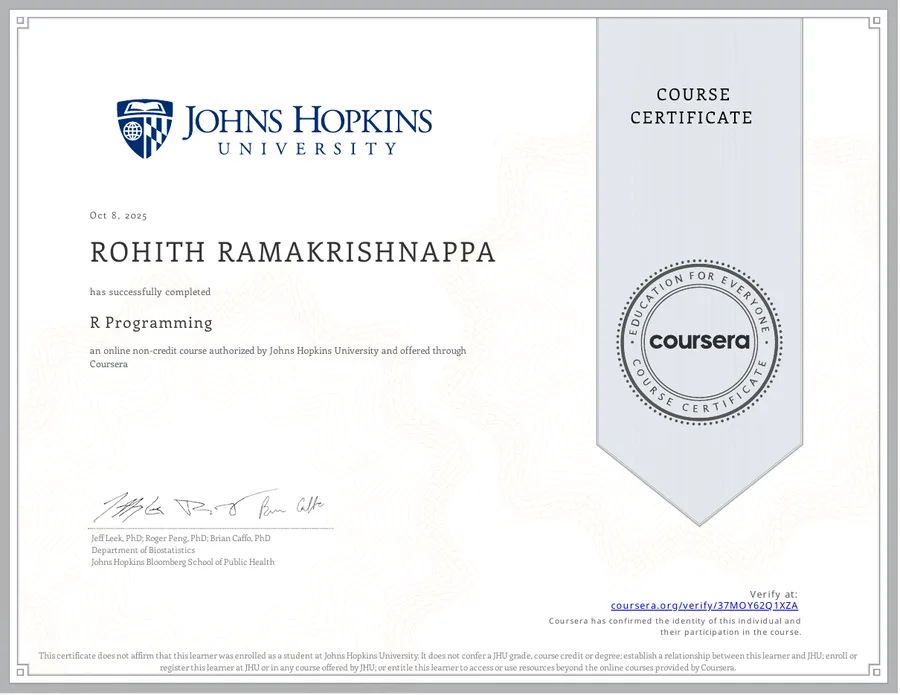 JOHNS HOPKINS
UNIVERSITY
COURSE
CERTIFICATE
Oct 8, 2025
ROHITH RAMAKRISHNAPPA
has successfully completed
R Programming
an online non-credit course authorized by Johns Hopkins University and offered through
Coursera
EDUCATION FOR EVERYONE
coursera
COURSE CERTIFICATE
Jeff Leek, PhD; Roger Peng, PhD; Brian Caffo, PhD
Department of Biostatistics
Johns Hopkins Bloomberg School of Public Health
Verify at:
coursera.org/verify/37MOY62Q1XZA
Coursera has confirmed the identity of this individual and
their participation in the course.
This certificate does not affirm that this learner was enrolled as a student at Johns Hopkins University. It does not confer a JHU grade, course credit or degree; establish a relationship between this learner and JHU; enroll or
register this learner at JHU or in any course offered by JHU; or entitle this learner to access or use resources beyond the online courses provided by Coursera.